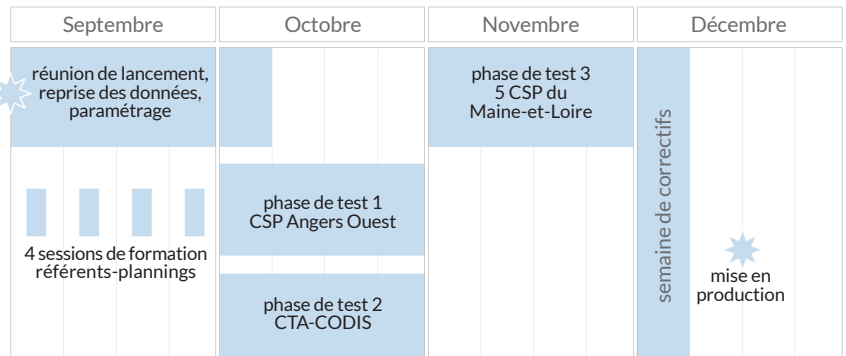 Septembre
Octobre
Novembre
Décembre
réunion de lancement,
reprise des données,
paramétrage
phase de test 3
5 CSP du
Maine-et-Loire
phase de test 1
CSP Angers Ouest
4 sessions de formation
référents-plannings
phase de test 2
CTA-CODIS
semaine de correctifs
mise en
production